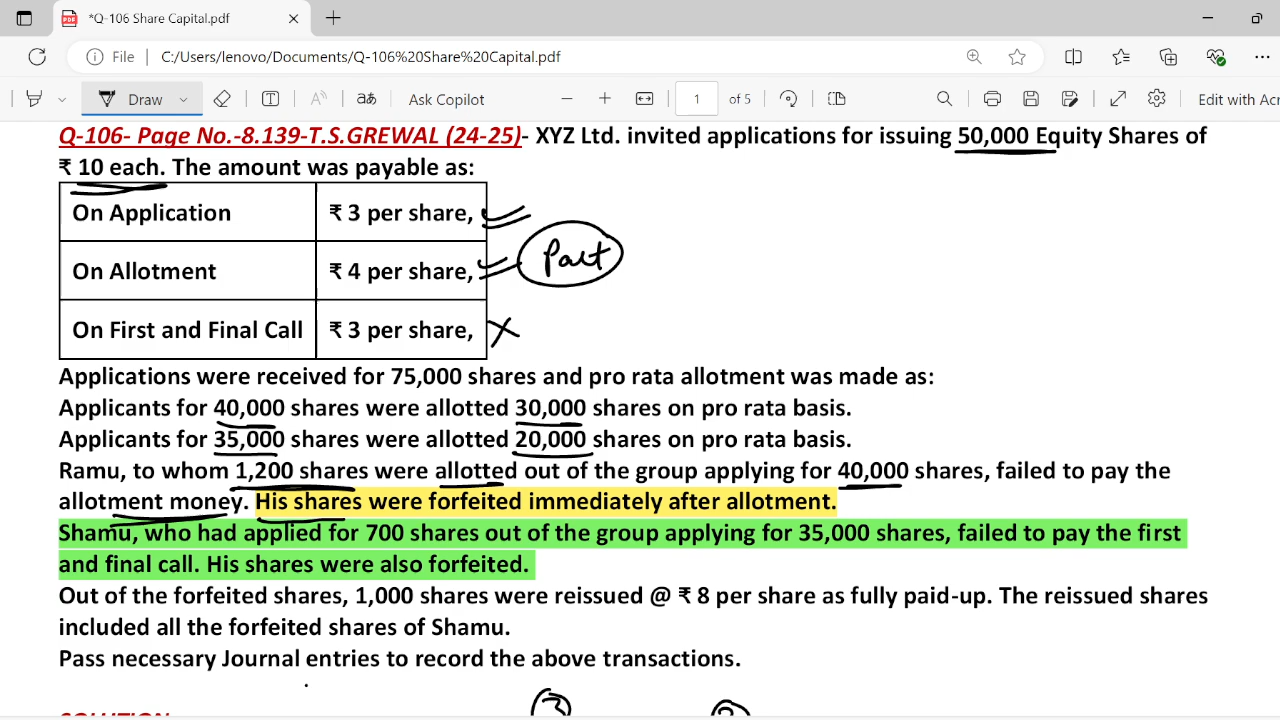 *Q-106 Share Capital.pdf
File C:/Users/lenovo/Documents/Q-106%20Share%20Capital.pdf
Draw Ask Copilot 1 of 5 Edit with Acr
Q-106- Page No.-8.139-T.S.GREWAL (24-25)- XYZ Ltd. invited applications for issuing 50,000 Equity Shares of
₹ 10 each. The amount was payable as:
On Application ₹ 3 per share,
On Allotment ₹ 4 per share,
Part
On First and Final Call ₹ 3 per share,
Applications were received for 75,000 shares and pro rata allotment was made as:
Applicants for 40,000 shares were allotted 30,000 shares on pro rata basis.
Applicants for 35,000 shares were allotted 20,000 shares on pro rata basis.
Ramu, to whom 1,200 shares were allotted out of the group applying for 40,000 shares, failed to pay the
allotment money. His shares were forfeited immediately after allotment.
Shamu, who had applied for 700 shares out of the group applying for 35,000 shares, failed to pay the first
and final call. His shares were also forfeited.
Out of the forfeited shares, 1,000 shares were reissued @ ₹ 8 per share as fully paid-up. The reissued shares
included all the forfeited shares of Shamu.
Pass necessary Journal entries to record the above transactions.